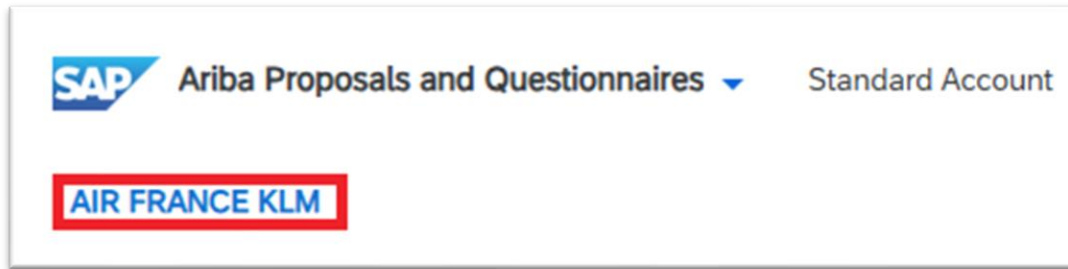 SAP Ariba Proposals and Questionnaires Standard Account
AIR FRANCE KLM